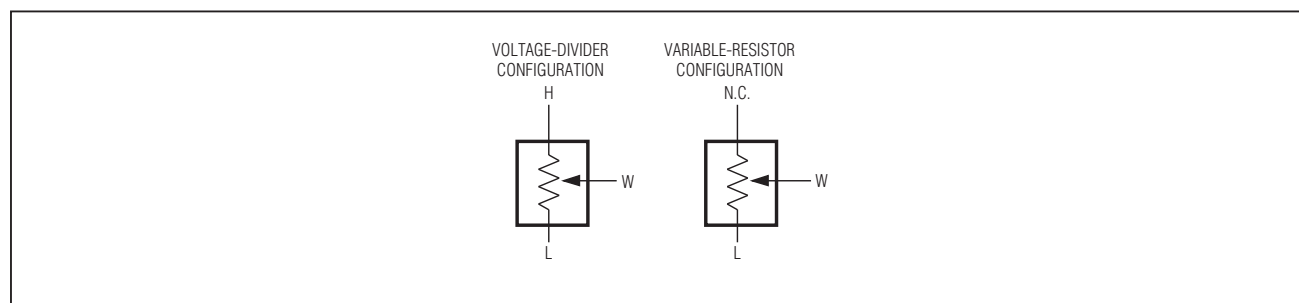 VOLTAGE-DIVIDER
CONFIGURATION
H
W
L
VARIABLE-RESISTOR
CONFIGURATION
N.C.
W
L